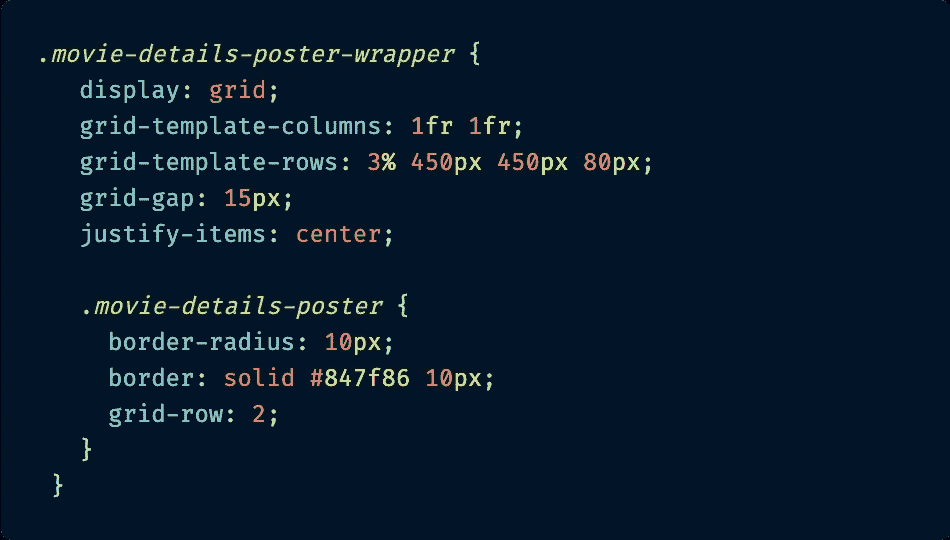 .movie-details-poster-wrapper {
display: grid;
grid-template-columns: 1fr 1fr;
grid-template-rows: 3% 450px 450px 80px;
grid-gap: 15px;
justify-items: center;
.movie-details-poster {
border-radius: 10px;
border: solid #847f86 10px;
grid-row: 2;
}
}